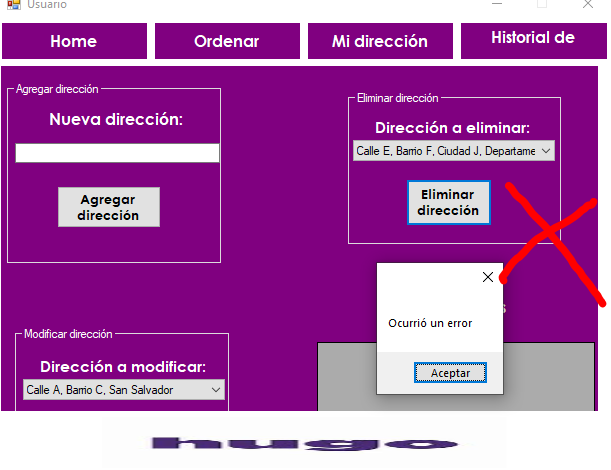 Usuario
Home
Ordenar
Mi dirección
Historial de
Agregar dirección
Nueva dirección:
Agregar
dirección
Eliminar dirección
Dirección a eliminar:
Calle E, Barrio F, Ciudad J, Departame
Eliminar
dirección
s
Ocurrió un error
Aceptar
Modificar dirección
Dirección a modificar:
Calle A, Barrio C, San Salvador
hugo